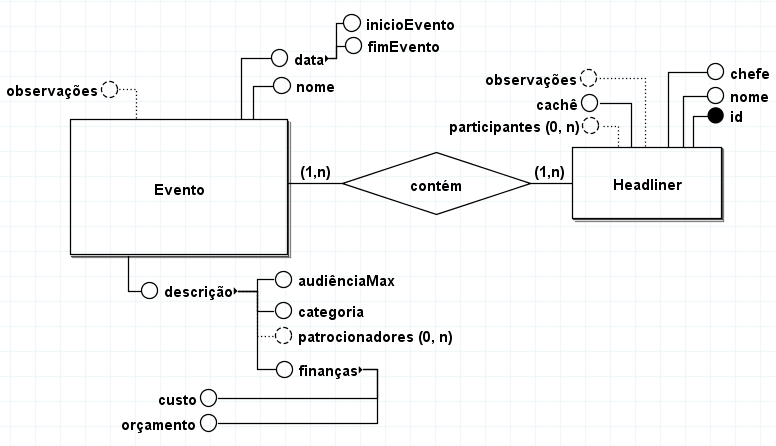 inicioEvento
data
fimEvento
nome
observações
observações
cachê
participantes (0, n)
chefe
nome
id
Evento
(1,n)
contém
(1,n)
Headliner
descrição
audiênciaMax
categoria
patrocionadores (0, n)
finanças
custo
orçamento